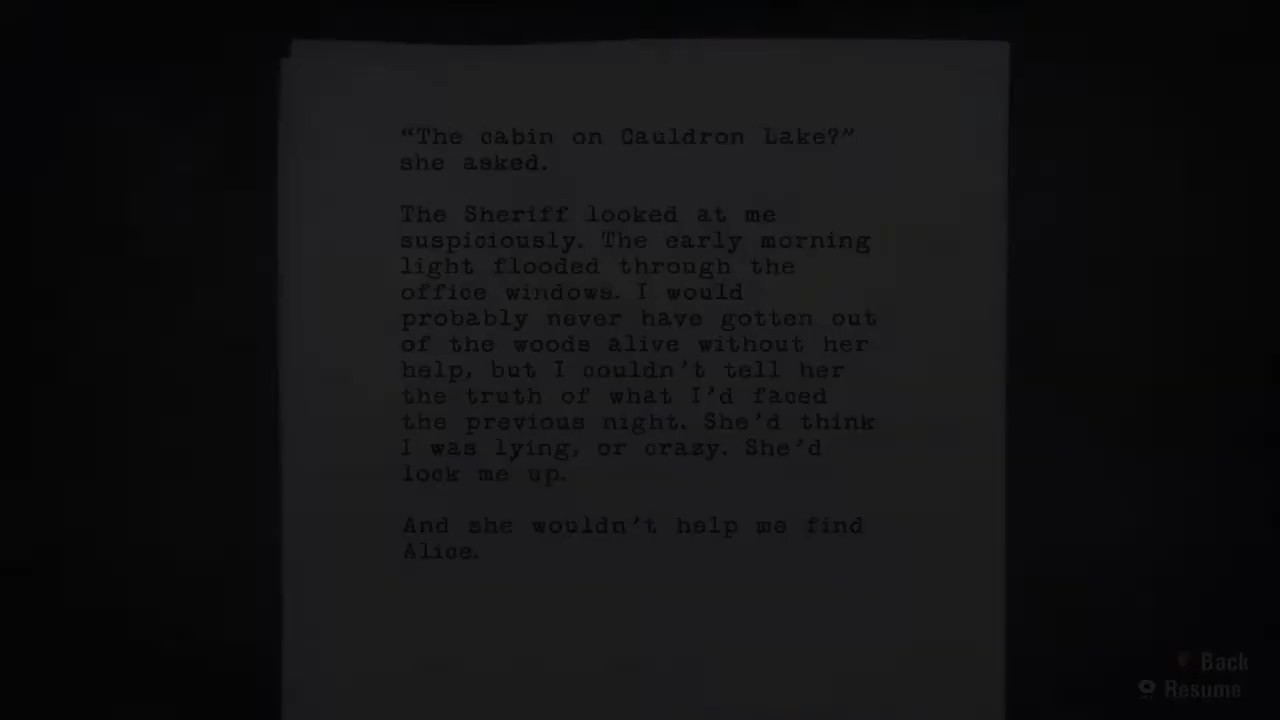 “The cabin on Cauldron Lake?”
she asked.
The Sheriff looked at me
suspiciously. The early morning
light flooded through the
office windows. I would
probably never have gotten out
of the woods alive without her
help, but I couldn’t tell her
the truth of what I’d faced
the previous night. She’d think
I was lying, or crazy. She’d
lock me up.
And she wouldn’t help me find
Alice.
Back
Resume